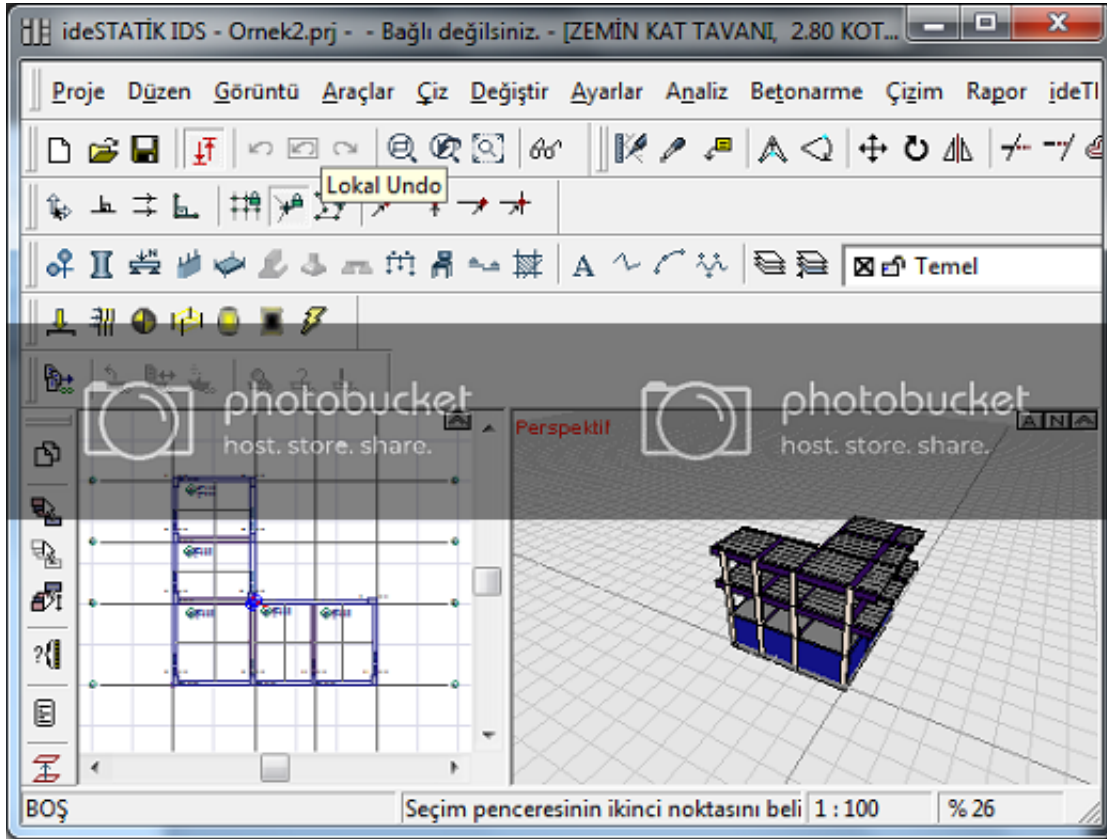 ideSTATİK IDS - Ornek2.prj - - Bağlı değilsiniz. - [ZEMİN KAT TAVANI, 2.80 KOT...
Proje Düzen Görüntü Araçlar Çiz Değiştir Ayarlar Analiz Betonarme Çizim Rapor ideTI
Lokal Undo
A Temel
photobucket photobucket
host. store. share. host. store. share.
Perspektif A N
BOŞ Seçim penceresinin ikinci noktasını beli 1 : 100 % 26